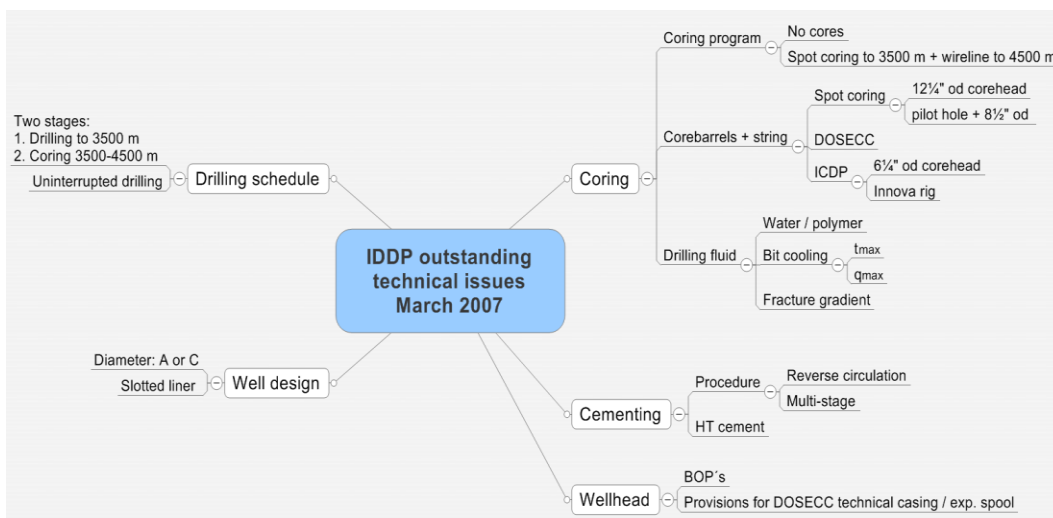 IDDP outstanding
technical issues
March 2007
Two stages:
1. Drilling to 3500 m
2. Coring 3500-4500 m
Uninterrupted drilling
Drilling schedule
Diameter: A or C
Slotted liner
Well design
Coring
Coring program
No cores
Spot coring to 3500 m + wireline to 4500 m
Corebarrels + string
Spot coring
12¼" od corehead
pilot hole + 8½" od
DOSECC
ICDP
6¼" od corehead
Innova rig
Drilling fluid
Water / polymer
Bit cooling
tmax
qmax
Fracture gradient
Cementing
Procedure
Reverse circulation
Multi-stage
HT cement
Wellhead
BOP´s
Provisions for DOSECC technical casing / exp. spool